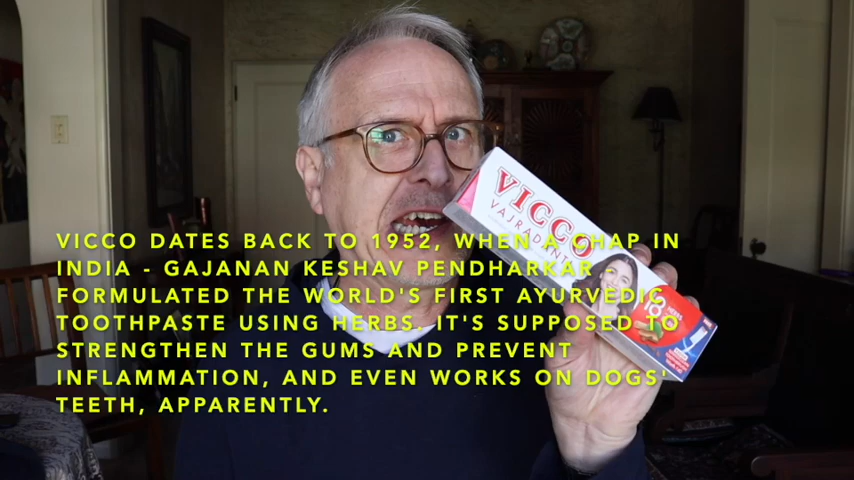 VICCO
VAJRADANTI
18
VICCO DATES BACK TO 1952, WHEN A CHAP IN
INDIA - GAJANAN KESHAV PENDHARKAR -
FORMULATED THE WORLD'S FIRST AYURVEDIC
TOOTHPASTE USING HERBS. IT'S SUPPOSED TO
STRENGTHEN THE GUMS AND PREVENT
INFLAMMATION, AND EVEN WORKS ON DOGS'
TEETH, APPARENTLY.